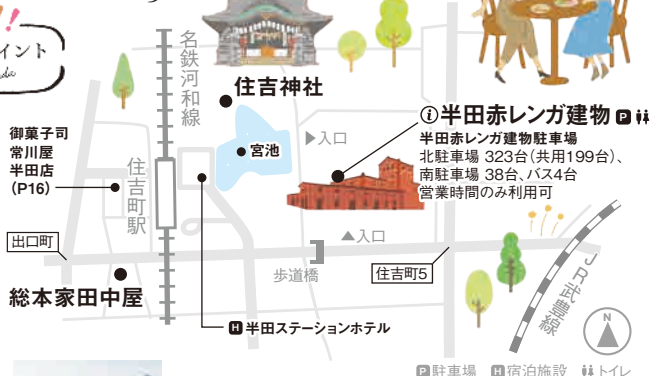 イント
名鉄河和線
住吉神社
ⓘ半田赤レンガ建物 P
半田赤レンガ建物駐車場
北駐車場 323台(共用199台)、
南駐車場 38台、バス4台
営業時間のみ利用可
▶入口
宮池
御菓子司
常川屋
半田店
(P16)
住吉町駅
出口町
▲入口
歩道橋
住吉町5
JR武豊線
総本家田中屋
H 半田ステーションホテル
N
P 駐車場 H 宿泊施設 トイレ